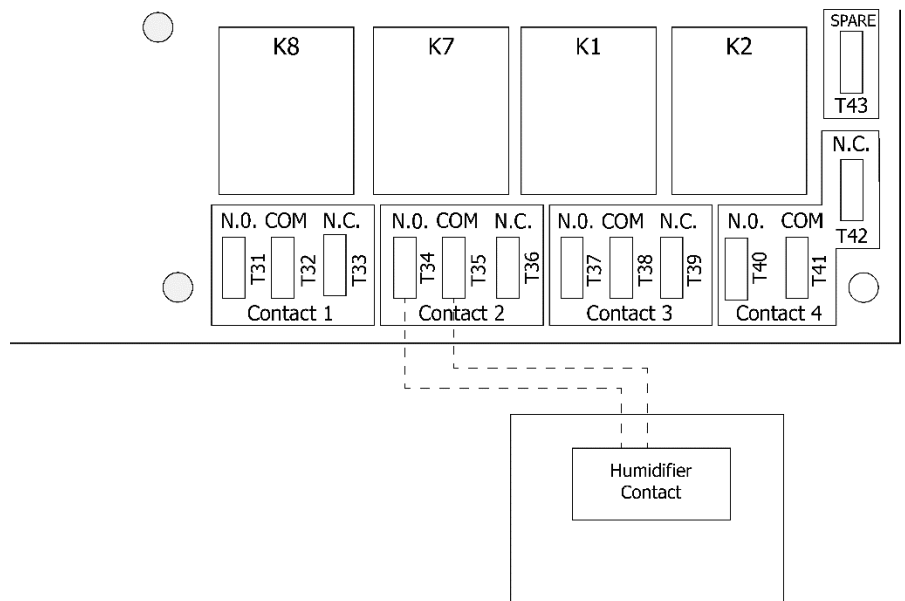 SPARE
K8 K7 K1 K2
T43
N.C.
N.O. COM N.C. N.O. COM N.C. N.O. COM N.C. N.O. COM
T42
T31 T32 T33 T34 T35 T36 T37 T38 T39 T40 T41
Contact 1 Contact 2 Contact 3 Contact 4
Humidifier
Contact